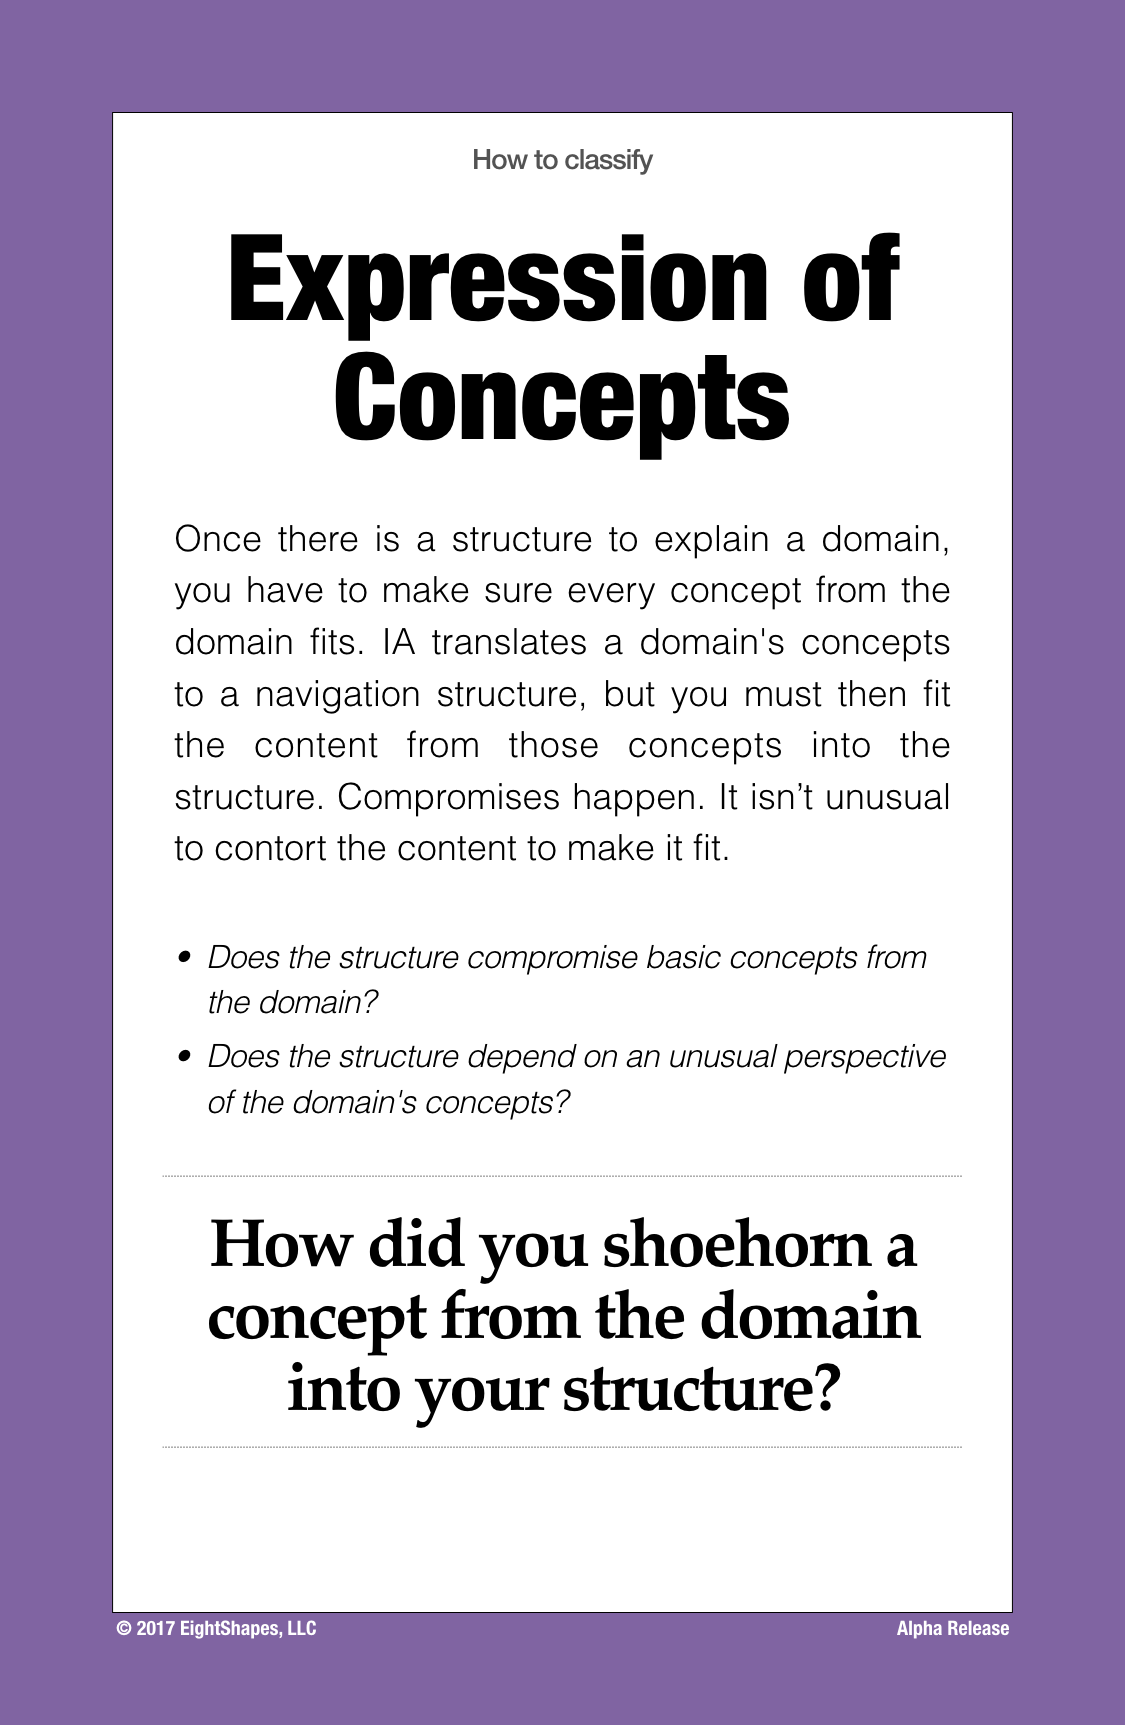 How to classify
Expression of
Concepts
Once there is a structure to explain a domain,
you have to make sure every concept from the
domain fits. IA translates a domain's concepts
to a navigation structure, but you must then fit
the content from those concepts into the
structure. Compromises happen. It isn’t unusual
to contort the content to make it fit.
• Does the structure compromise basic concepts from
the domain?
• Does the structure depend on an unusual perspective
of the domain's concepts?
How did you shoehorn a
concept from the domain
into your structure?
© 2017 EightShapes, LLC
Alpha Release